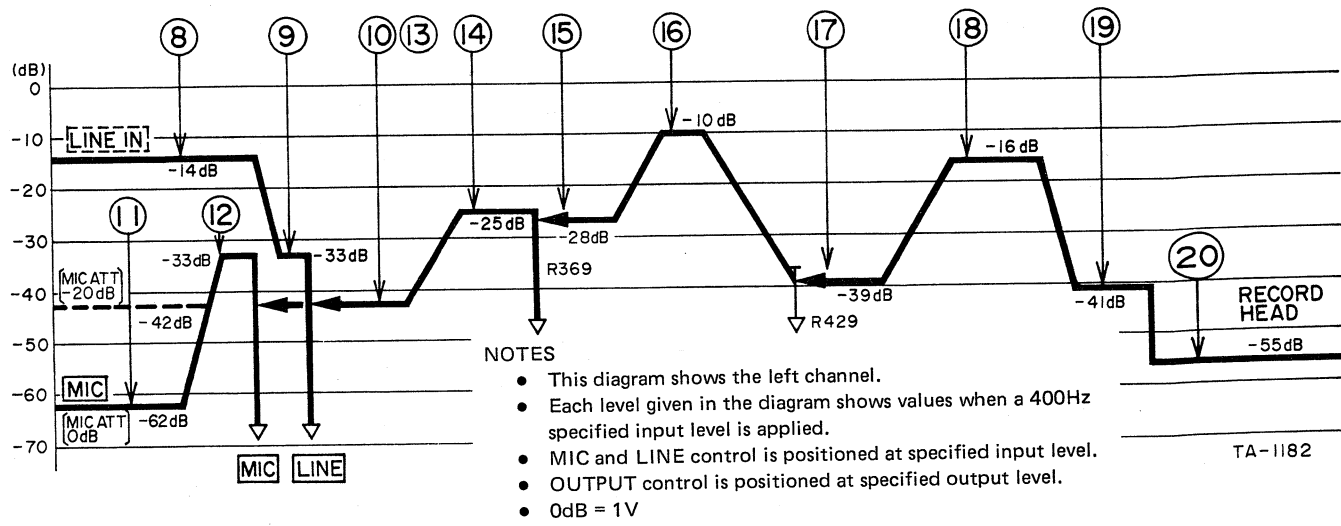 ⑧ ⑨ ⑩ ⑬ ⑭ ⑮ ⑯ ⑰ ⑱ ⑲
(dB)
0
-10
-20
-30
-40
-50
-60
-70
LINE IN
-14dB
⑪ ⑫
-33dB
-33dB
[MIC ATT
-20dB]
-42dB
MIC
[MIC ATT
0dB]
-62dB
MIC
LINE
-25dB
-28dB
R369
-10dB
-39dB
R429
-16dB
-41dB
⑳
RECORD
HEAD
-55dB
NOTES
● This diagram shows the left channel.
● Each level given in the diagram shows values when a 400Hz
specified input level is applied.
● MIC and LINE control is positioned at specified input level.
● OUTPUT control is positioned at specified output level.
● 0dB = 1V
TA-1182